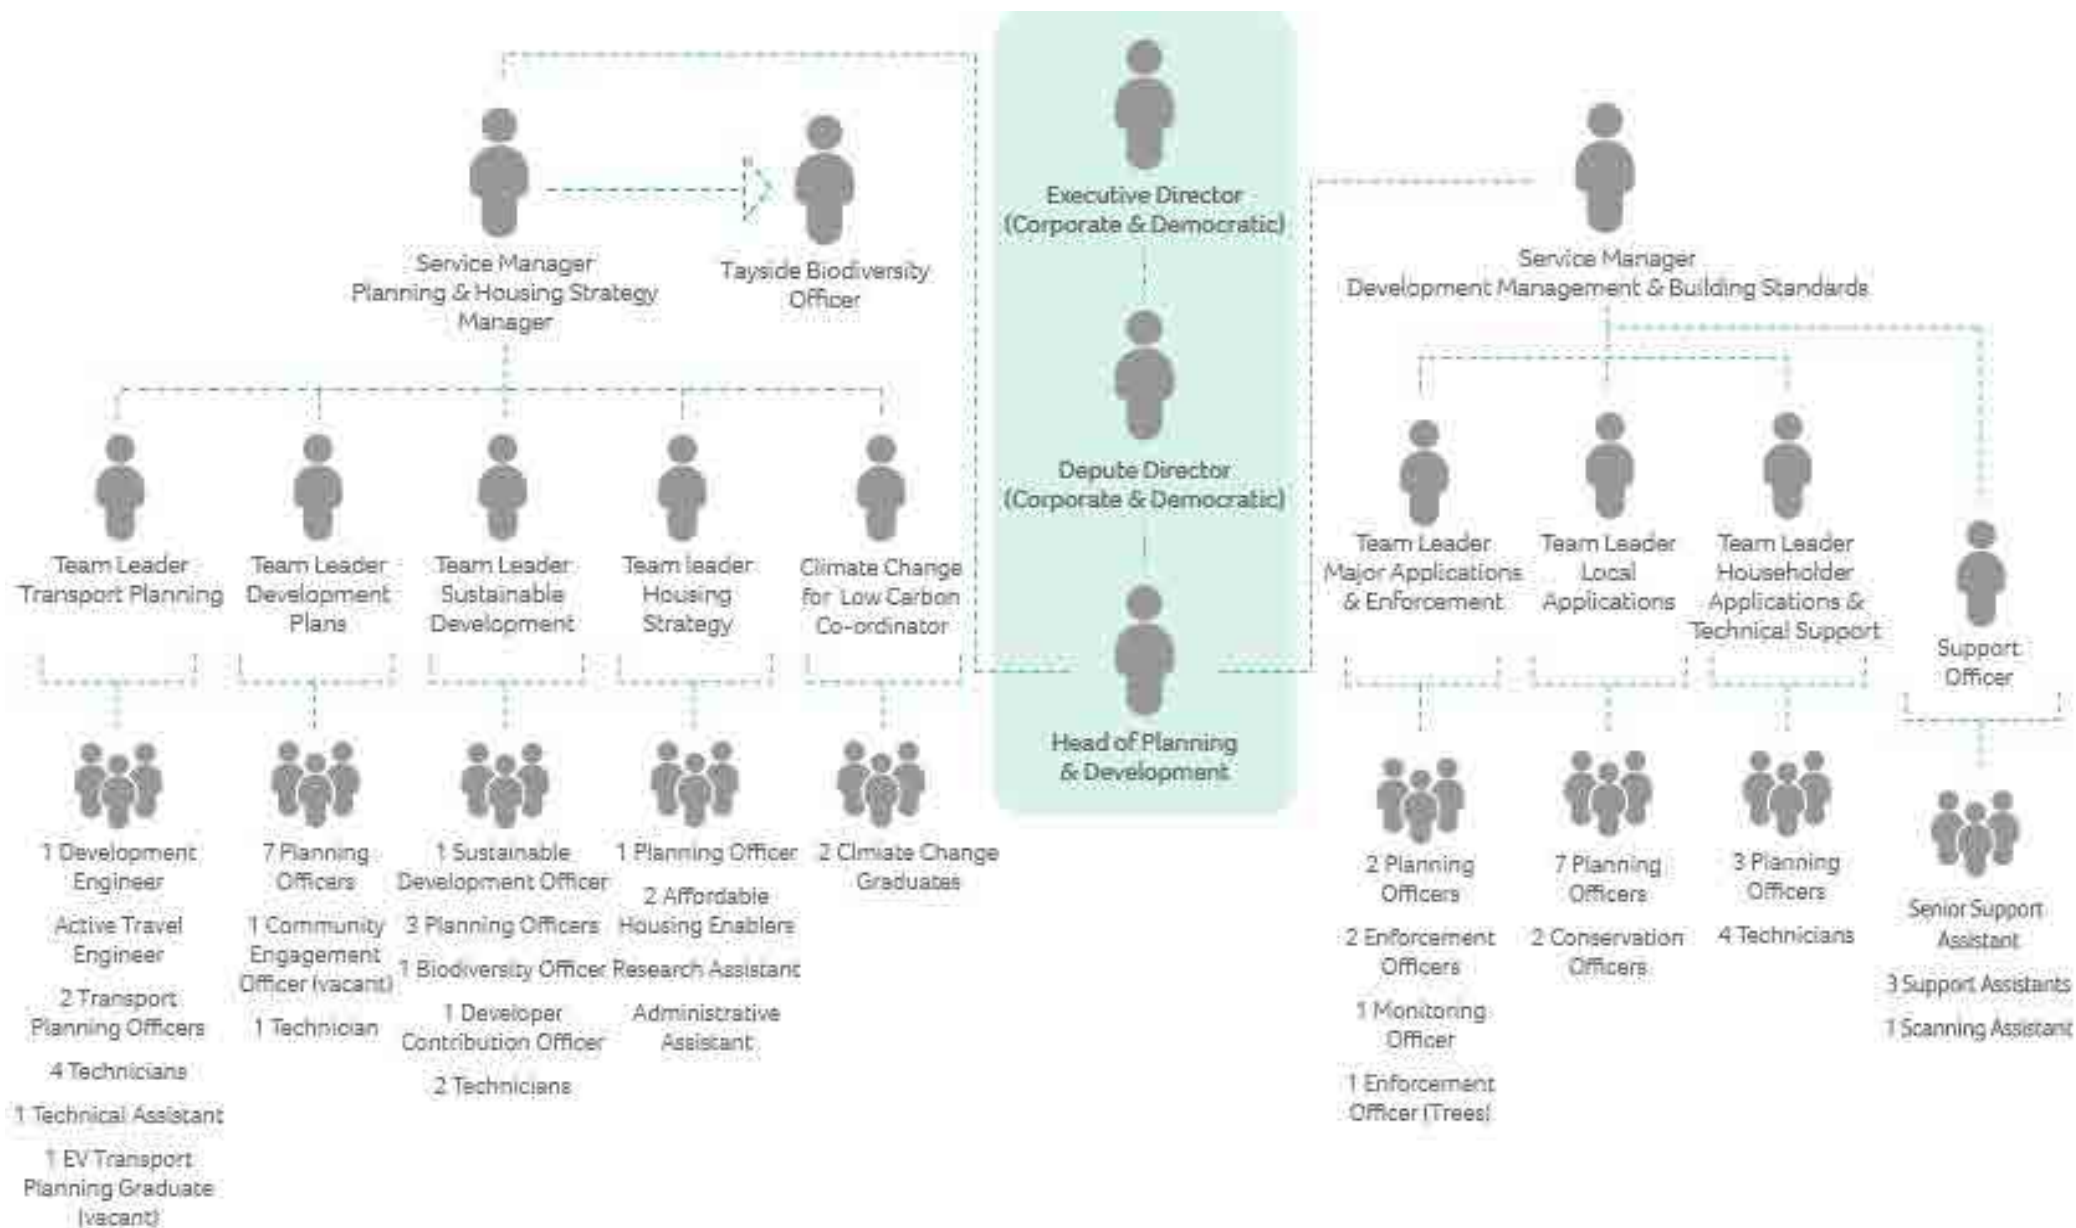 Executive Director
(Corporate & Democratic)
Depute Director
(Corporate & Democratic)
Head of Planning
& Development
Service Manager
Planning & Housing Strategy
Manager
Tayside Biodiversity
Officer
Team Leader
Transport Planning
1 Development
Engineer
Active Travel
Engineer
2 Transport
Planning Officers
4 Technicians
1 Technical Assistant
1 EV Transport
Planning Graduate
(vacant)
Team Leader
Development
Plans
7 Planning
Officers
1 Community
Engagement
Officer (vacant)
1 Technician
Team Leader
Sustainable
Development
1 Sustainable
Development Officer
3 Planning Officers
1 Biodiversity Officer
1 Developer
Contribution Officer
2 Technicians
Team leader
Housing
Strategy
1 Planning Officer
2 Affordable
Housing Enablers
Research Assistant
Administrative
Assistant
Climate Change
for Low Carbon
Co-ordinator
2 Clmiate Change
Graduates
Service Manager
Development Management & Building Standards
Team Leader
Major Applications
& Enforcement
2 Planning
Officers
2 Enforcement
Officers
1 Monitoring
Officer
1 Enforcement
Officer (Trees)
Team Leader
Local
Applications
7 Planning
Officers
2 Conservation
Officers
Team Leader
Householder
Applications &
Technical Support
3 Planning
Officers
4 Technicians
Support
Officer
Senior Support
Assistant
3 Support Assistants
1 Scanning Assistant